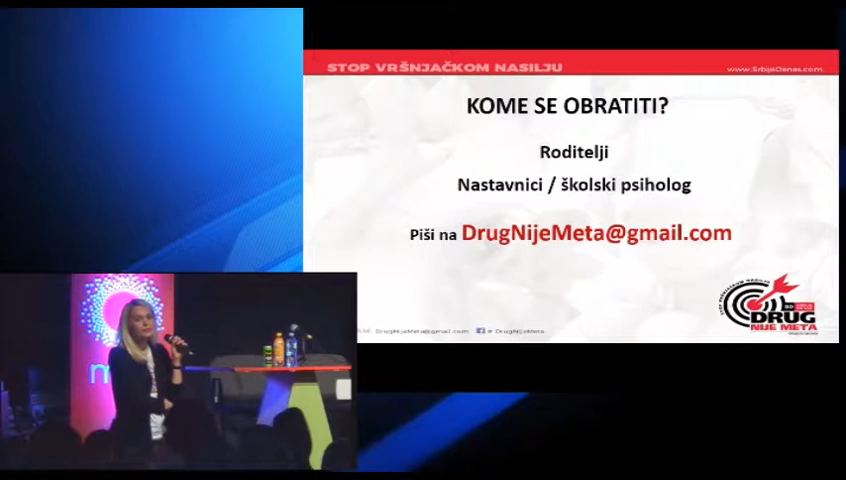 STOP VRŠNJAČKOM NASILJU
www.SrbijaDanas.com
KOME SE OBRATITI?
Roditelji
Nastavnici / školski psiholog
Piši na DrugNijeMeta@gmail.com
DrugNijeMeta@gmail.com
# DrugNijeMeta
DRUG
NIJE META
m